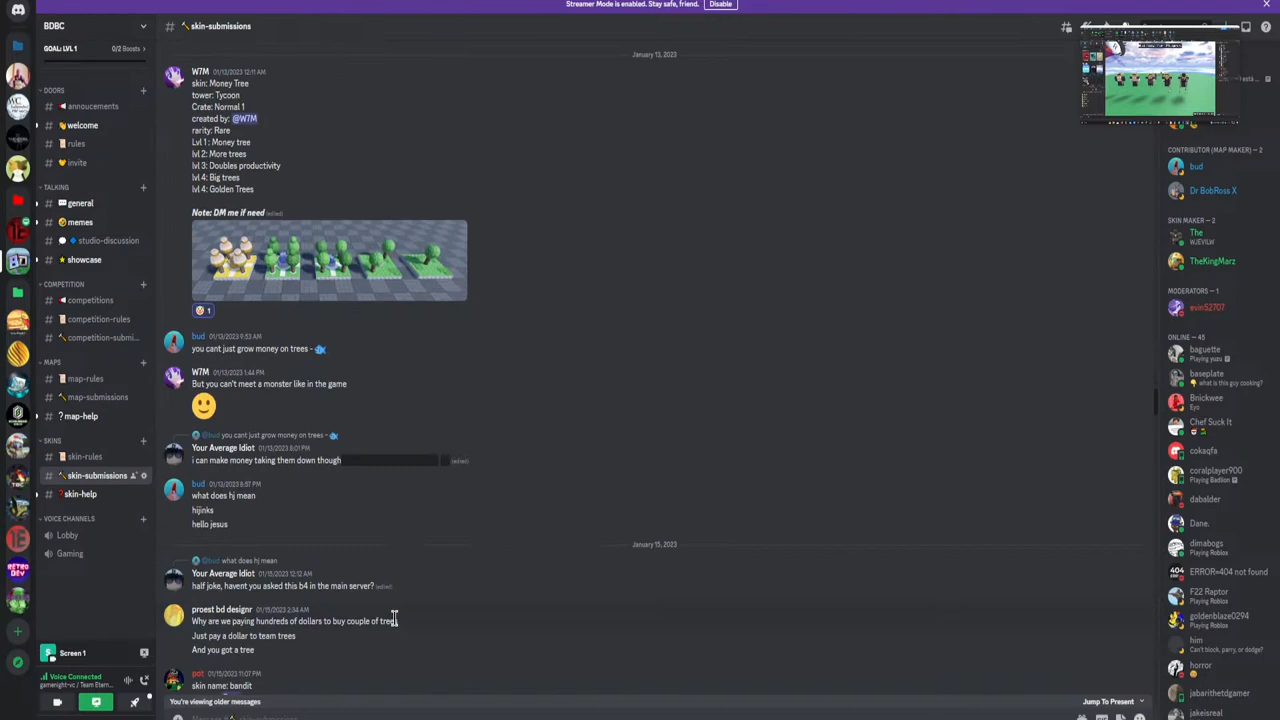 Streamer Mode is enabled. Stay safe, friend.
Disable
BDBC
GOAL: LVL 1
0/2 Boosts
DOORS
annoucements
welcome
rules
invite
TALKING
general
memes
studio-discussion
showcase
COMPETITION
competitions
competition-rules
competition-submi...
MAPS
map-rules
map-submissions
map-help
SKINS
skin-rules
skin-submissions
skin-help
VOICE CHANNELS
Lobby
Gaming
Screen 1
Voice Connected
gamenight-vc / Team Etern...
skin-submissions
January 13, 2023
W7M 01/13/2023 12:11 AM
skin: Money Tree
tower: Tycoon
Crate: Normal 1
created by: @W7M
rarity: Rare
Lvl 1: Money tree
lvl 2: More trees
lvl 3: Doubles productivity
lvl 4: Big trees
lvl 4: Golden Trees
Note: DM me if need (edited)
1
bud 01/13/2023 9:53 AM
you cant just grow money on trees -
W7M 01/13/2023 1:44 PM
But you can't meet a monster like in the game
@bud you cant just grow money on trees -
Your Average Idiot 01/13/2023 8:01 PM
i can make money taking them down though (edited)
bud 01/13/2023 8:57 PM
what does hj mean
hijinks
hello jesus
January 15, 2023
@bud what does hj mean
Your Average Idiot 01/15/2023 12:12 AM
half joke, havent you asked this b4 in the main server? (edited)
proest bd designr 01/15/2023 2:34 AM
Why are we paying hundreds of dollars to buy couple of tree
Just pay a dollar to team trees
And you got a tree
pot 01/15/2023 11:07 PM
skin name: bandit
You're viewing older messages
Jump To Present
CONTRIBUTOR (MAP MAKER) — 2
bud
Dr BobRoss X
SKIN MAKER — 2
The
WJEVILW
TheKingMarz
MODERATORS — 1
evin52707
ONLINE — 45
baguette
Playing yuzu
baseplate
what is this guy cooking?
Brickwee
Eyo
Chef Suck It
cokaqfa
coralplayer900
Playing Badlion
dabalder
Dane.
dimabogs
Playing Roblox
ERROR=404 not found
F22 Raptor
Playing Roblox
goldenblaze0294
Playing Roblox
him
Can't block, parry, or dodge?
horror
jabarithetdgamer
jakeisreal